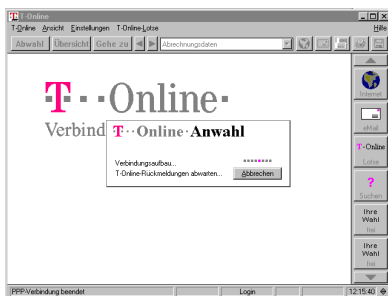 T-Online
T-Online Ansicht Einstellungen T-Online-Lotse Hilfe
Abwahl Übersicht Gehe zu Abrechnungsdaten
T··Online·
Verbind
T··Online·Anwahl
Verbindungsaufbau...
T-Online-Rückmeldungen abwarten...
Abbrechen
Internet
eMail
T-Online
Lotse
?
Suchen
Ihre
Wahl
frei
Ihre
Wahl
frei
PPP-Verbindung beendet Login 12:15:40